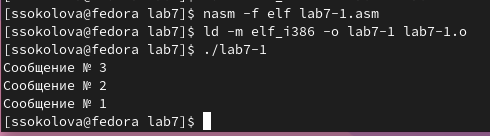 [ssokolova@fedora lab7]$ nasm -f elf lab7-1.asm
[ssokolova@fedora lab7]$ ld -m elf_i386 -o lab7-1 lab7-1.o
[ssokolova@fedora lab7]$ ./lab7-1
Сообщение № 3
Сообщение № 2
Сообщение № 1
[ssokolova@fedora lab7]$